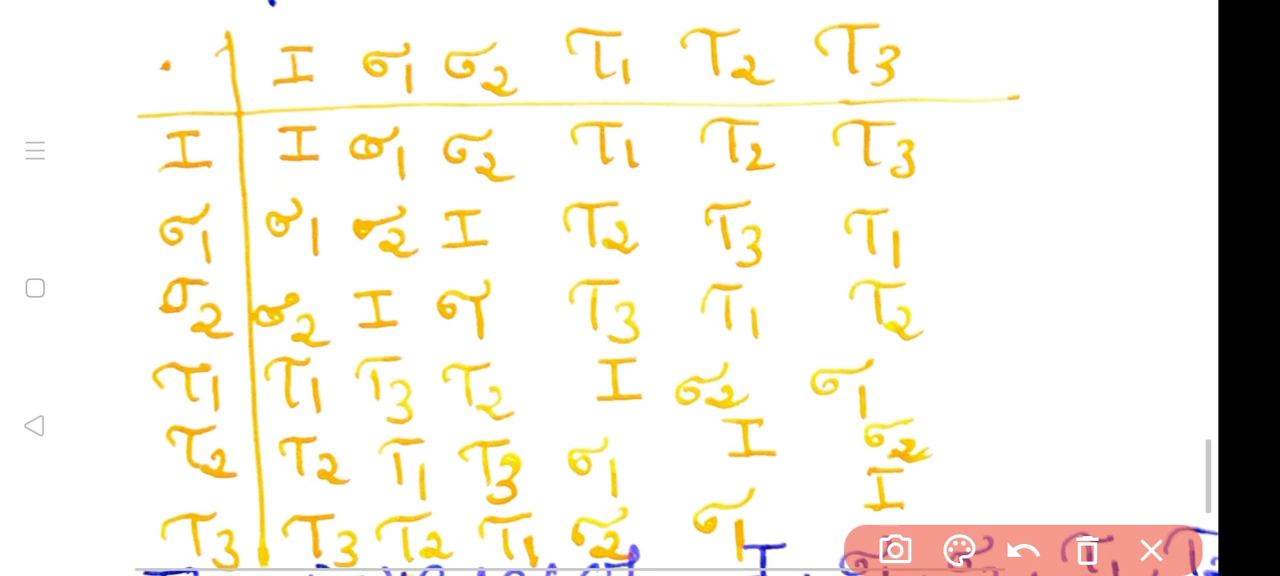 · I σ1 σ2 τ1 τ2 τ3
I I σ1 σ2 τ1 τ2 τ3
σ1 σ1 σ2 I τ2 τ3 τ1
σ2 σ2 I σ1 τ3 τ1 τ2
τ1 τ1 τ3 τ2 I σ2 σ1
τ2 τ2 τ1 τ3 σ1 I σ2
τ3 τ3 τ2 τ1 σ2 σ1 I